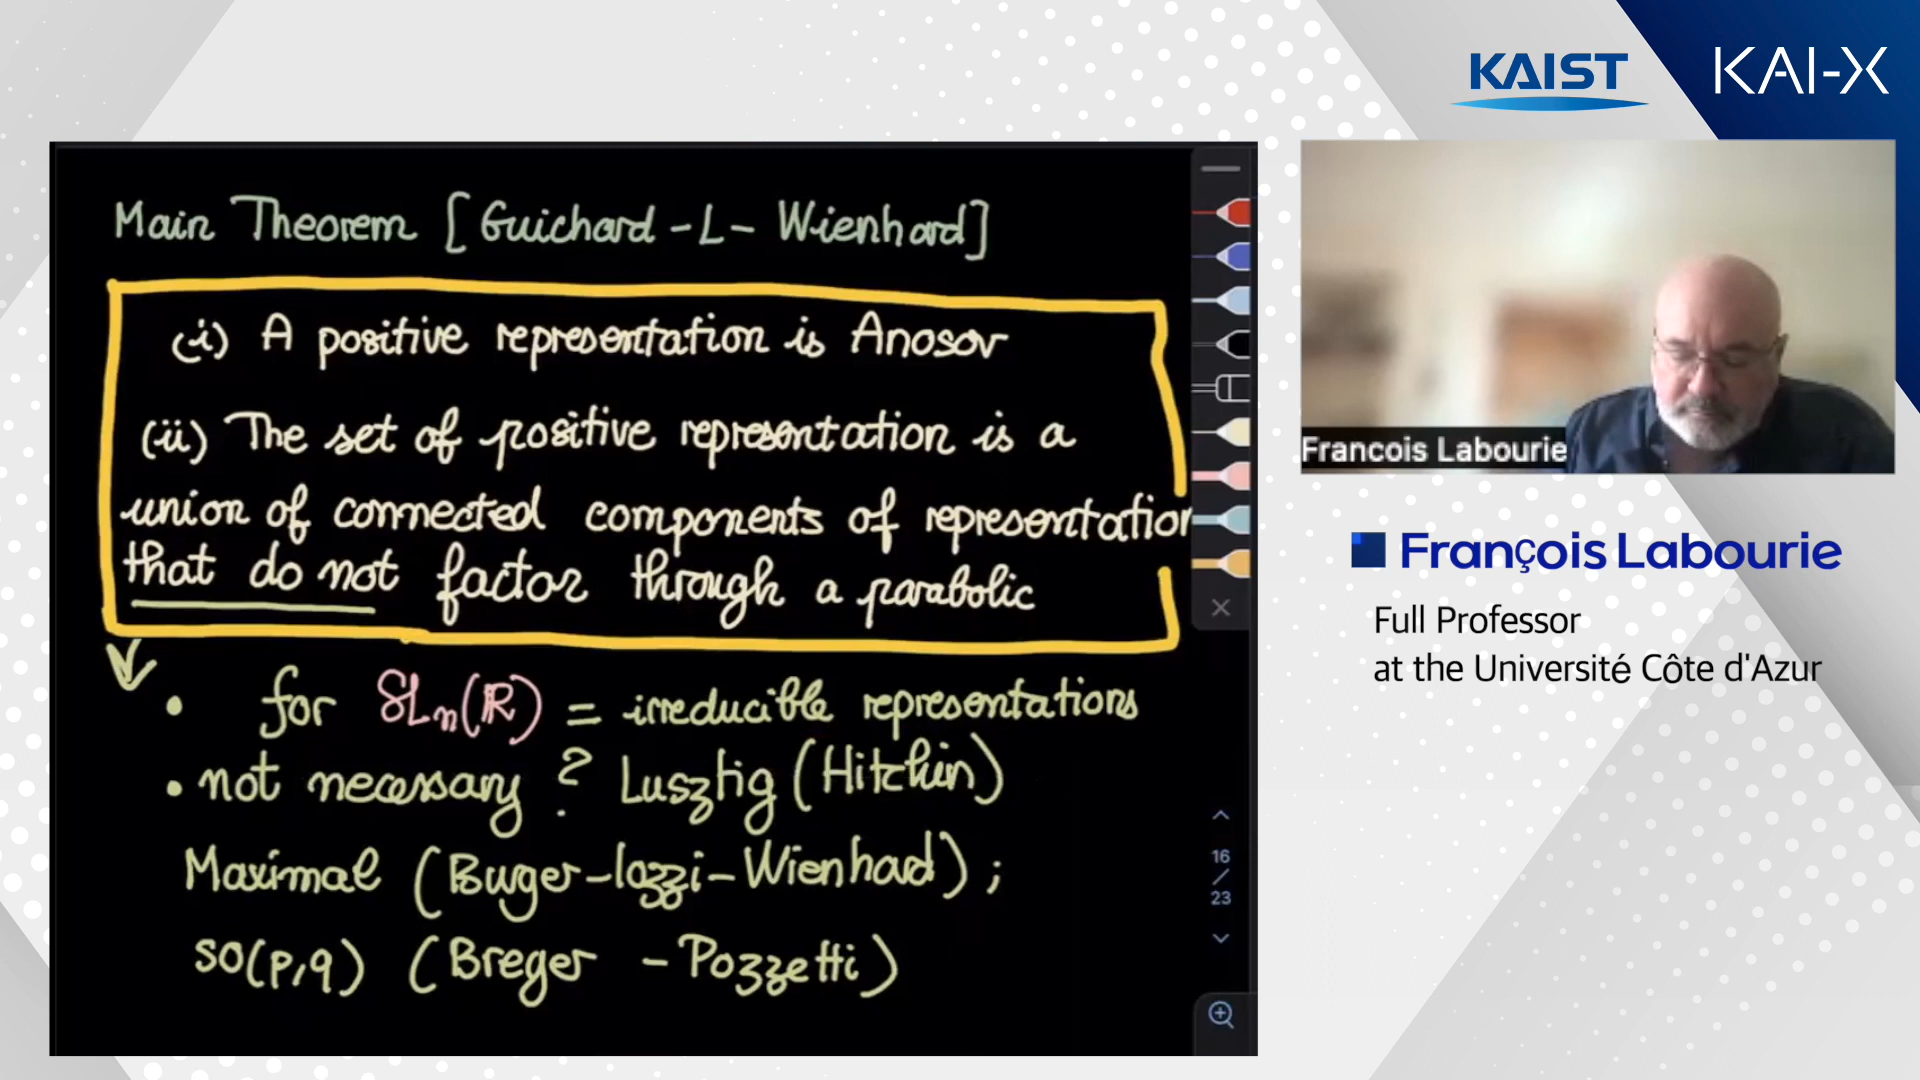 KAIST KAI-X
Main Theorem [Guichard - L - Wienhard]
(i) A positive representation is Anosov
(ii) The set of positive representation is a
union of connected components of representation
that do not factor through a parabolic
• for SLn(R) = irreducible representations
• not necessary ? Lusztig (Hitchin)
Maximal (Buger-Iozzi-Wienhad) ;
SO(p,q) (Breger - Pozzetti)
16
/
23
Francois Labourie
François Labourie
Full Professor
at the Université Côte d'Azur